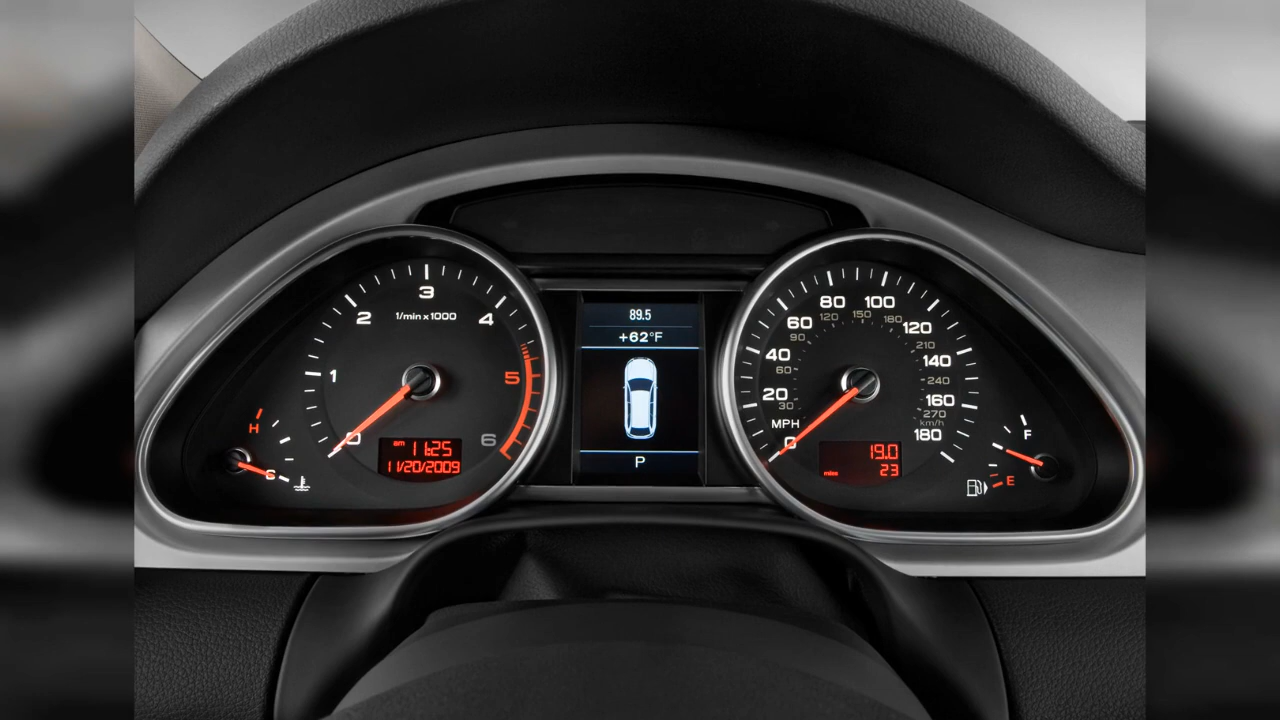 3
2
1/min x 1000
4
1
5
H
0
6
C
am 11:25
11/20/2009
89.5
+62°F
P
80 100
60 120 150 180 120
90 210
40 140
60 240
20 160
30 270
MPH km/h
0 180
19.0
miles 23
F
E